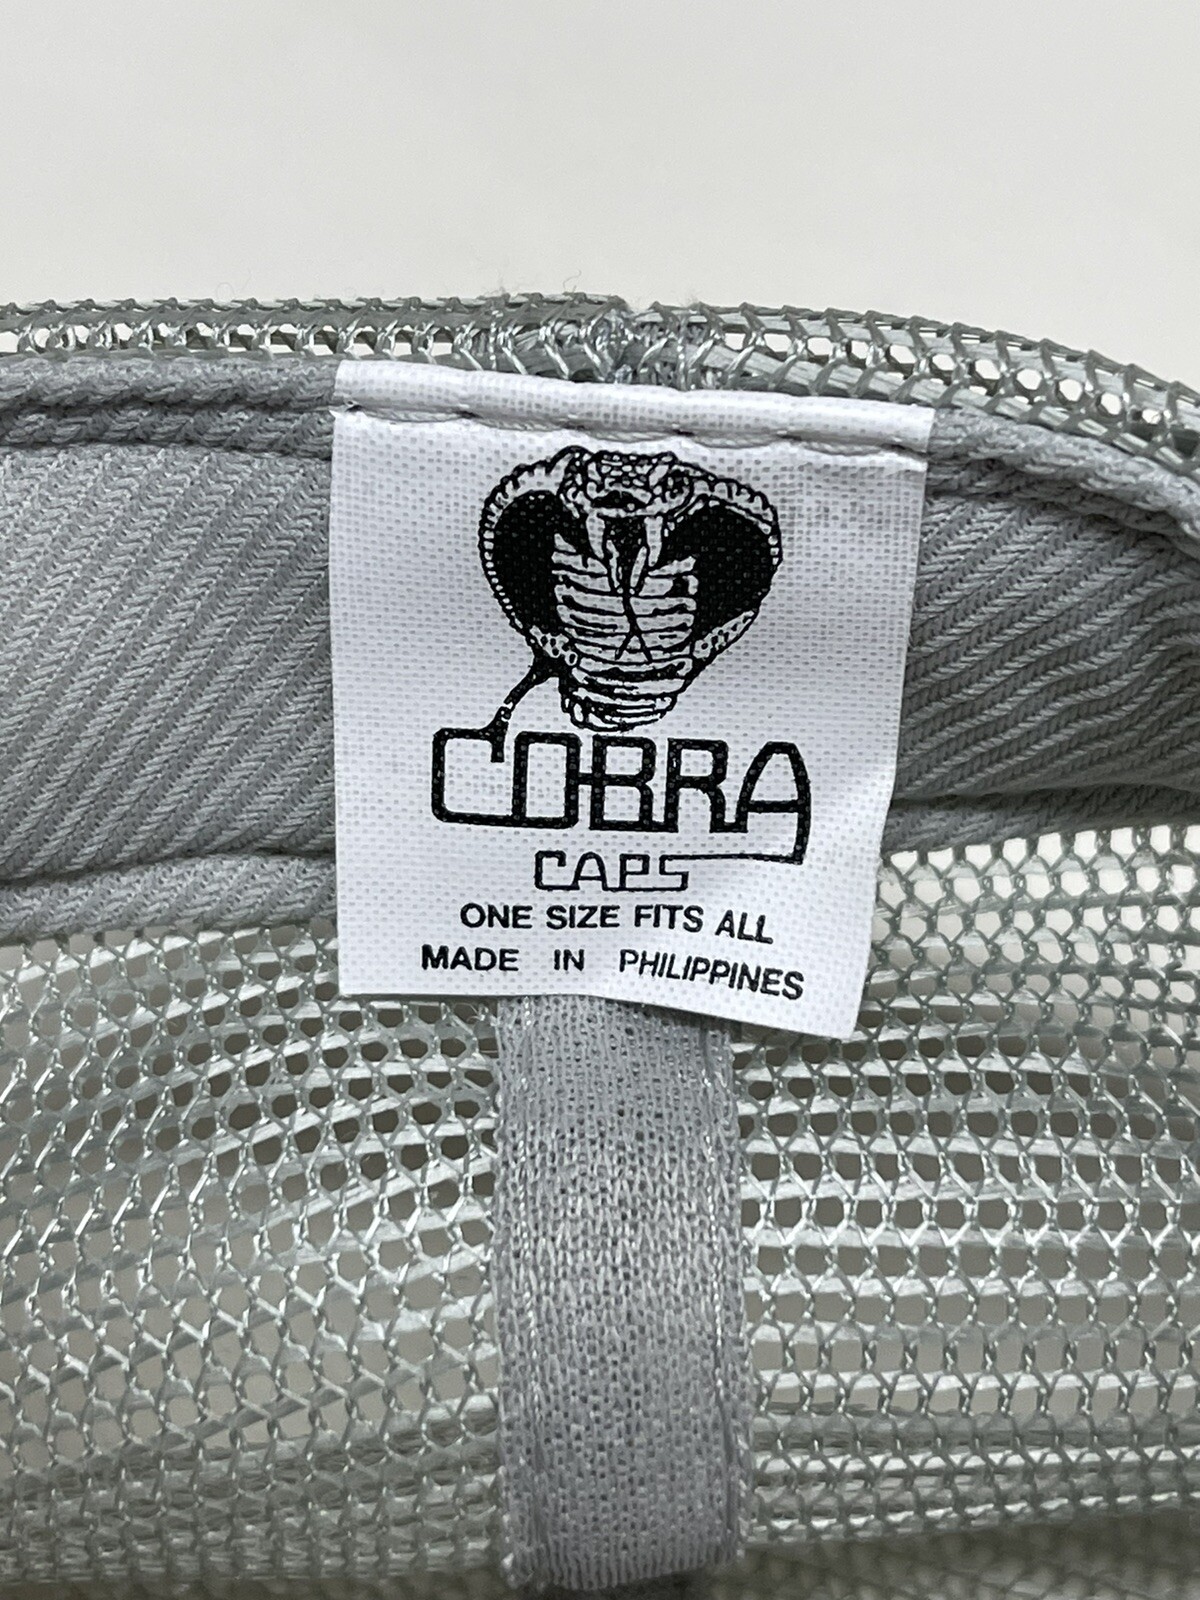 COBRA
CAPS
ONE SIZE FITS ALL
MADE IN PHILIPPINES